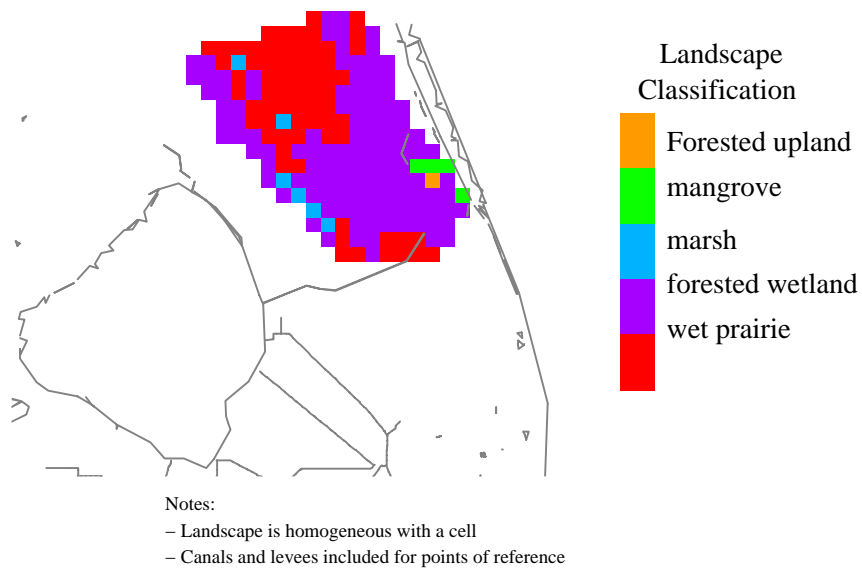 Landscape
Classification
Forested upland
mangrove
marsh
forested wetland
wet prairie
Notes:
– Landscape is homogeneous with a cell
– Canals and levees included for points of reference